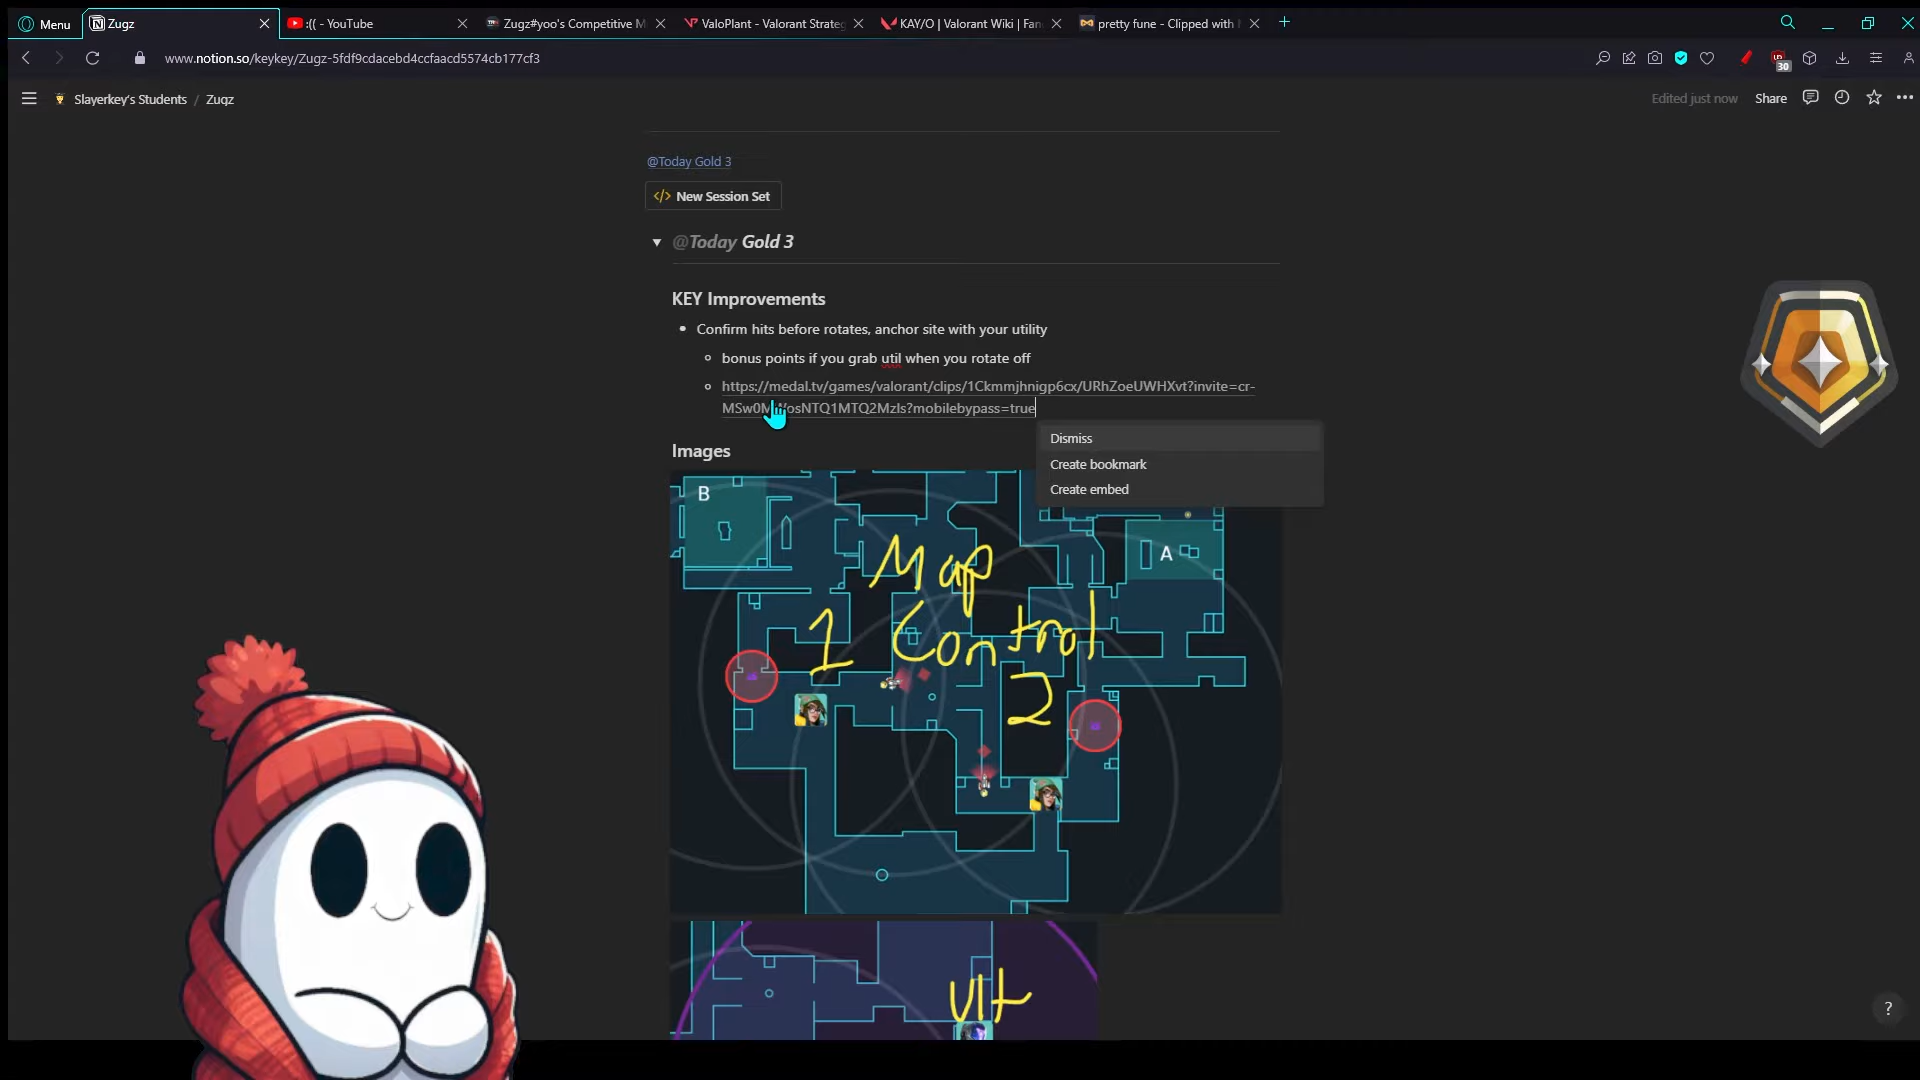 Menu
Zugz
:(( - YouTube
Zugz#yoo's Competitive M
ValoPlant - Valorant Strateg
KAY/O | Valorant Wiki | Fan
pretty fune - Clipped with
www.notion.so/keykey/Zugz-5fdf9cdacebd4ccfaacd5574cb177cf3
30
Slayerkey's Students / Zugz
Edited just now
Share
@Today Gold 3
</> New Session Set
@Today Gold 3
KEY Improvements
Confirm hits before rotates, anchor site with your utility
bonus points if you grab util when you rotate off
https://medal.tv/games/valorant/clips/1Ckmmjhnigp6cx/URhZoeUWHXvt?invite=cr-
Dismiss
Create bookmark
Create embed
Images
B
A
Map
1 Control
2
Ult
?